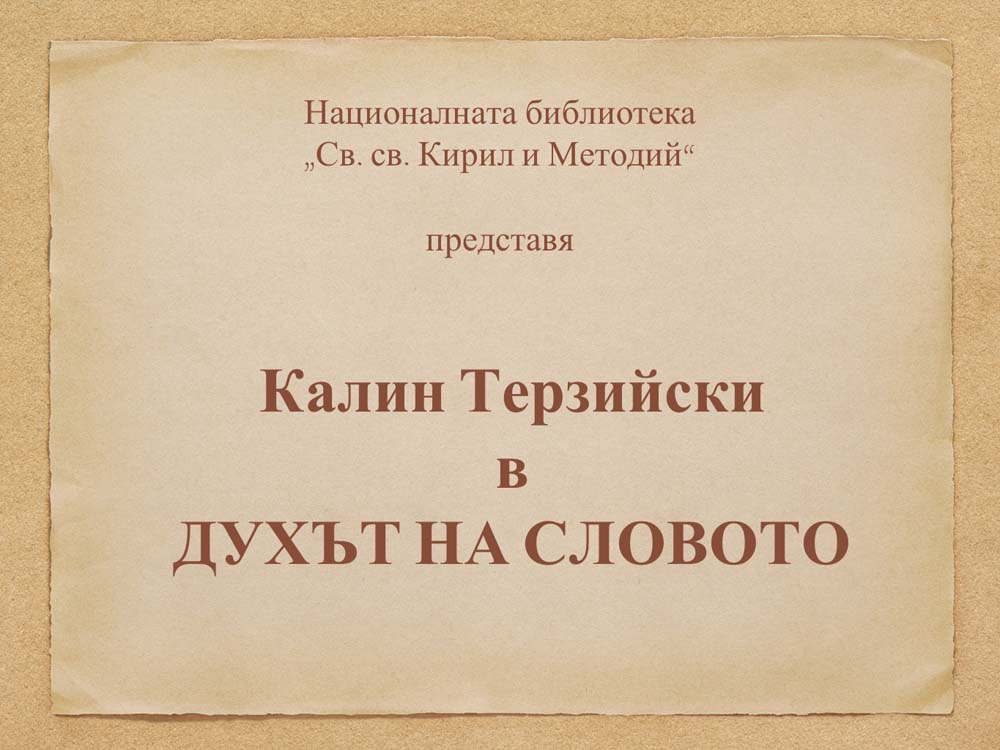 Националната библиотека
„Св. св. Кирил и Методий“
представя
Калин Терзийски
в
ДУХЪТ НА СЛОВОТО